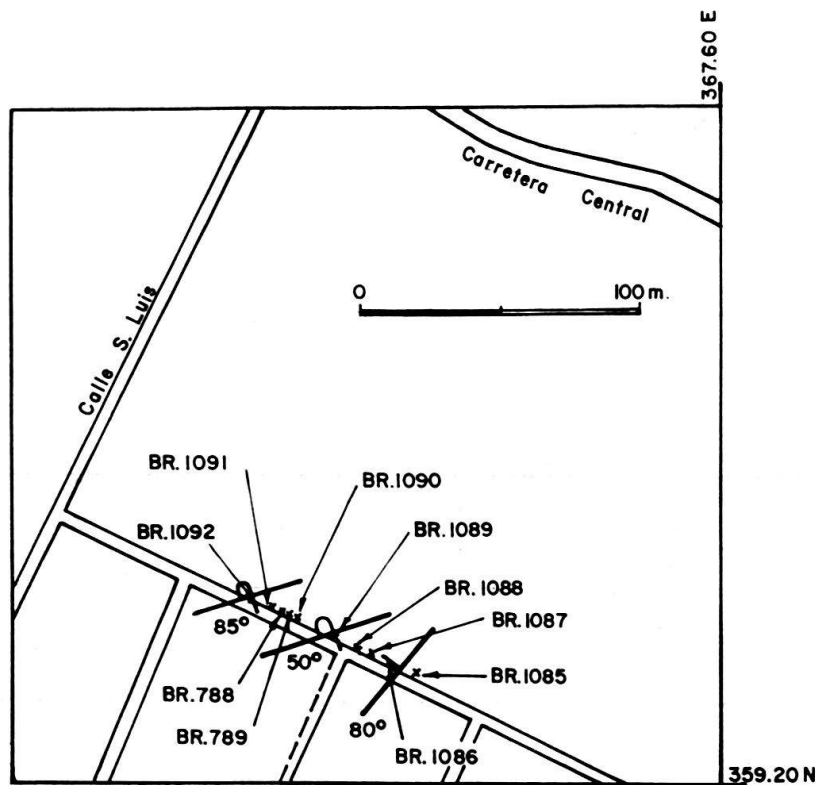 367.60 E
Carretera Central
0 100 m.
Calle S. Luis
BR.1091
BR.1090
BR.1092
BR.1089
BR.1088
BR.1087
85°
50°
BR.1085
BR.788
BR.789
80°
BR.1086
359.20 N